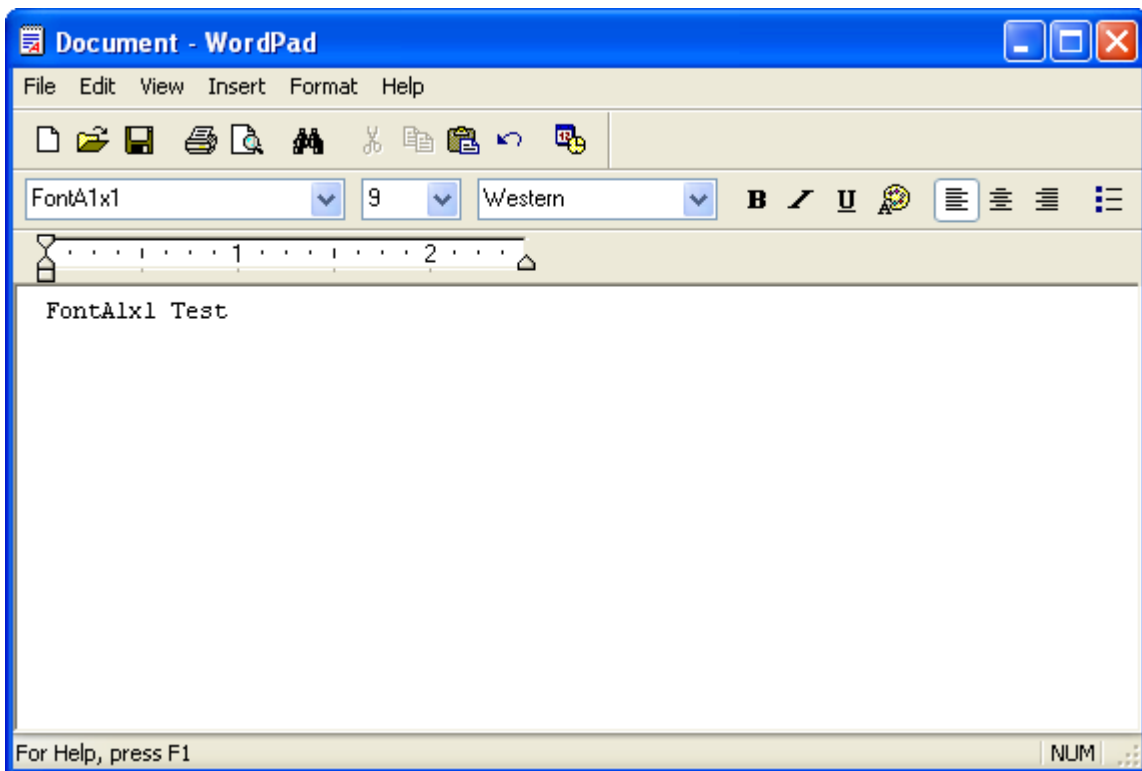 Document - WordPad
File Edit View Insert Format Help
FontA1x1 9 Western B U
1 2
FontA1x1 Test
For Help, press F1 NUM